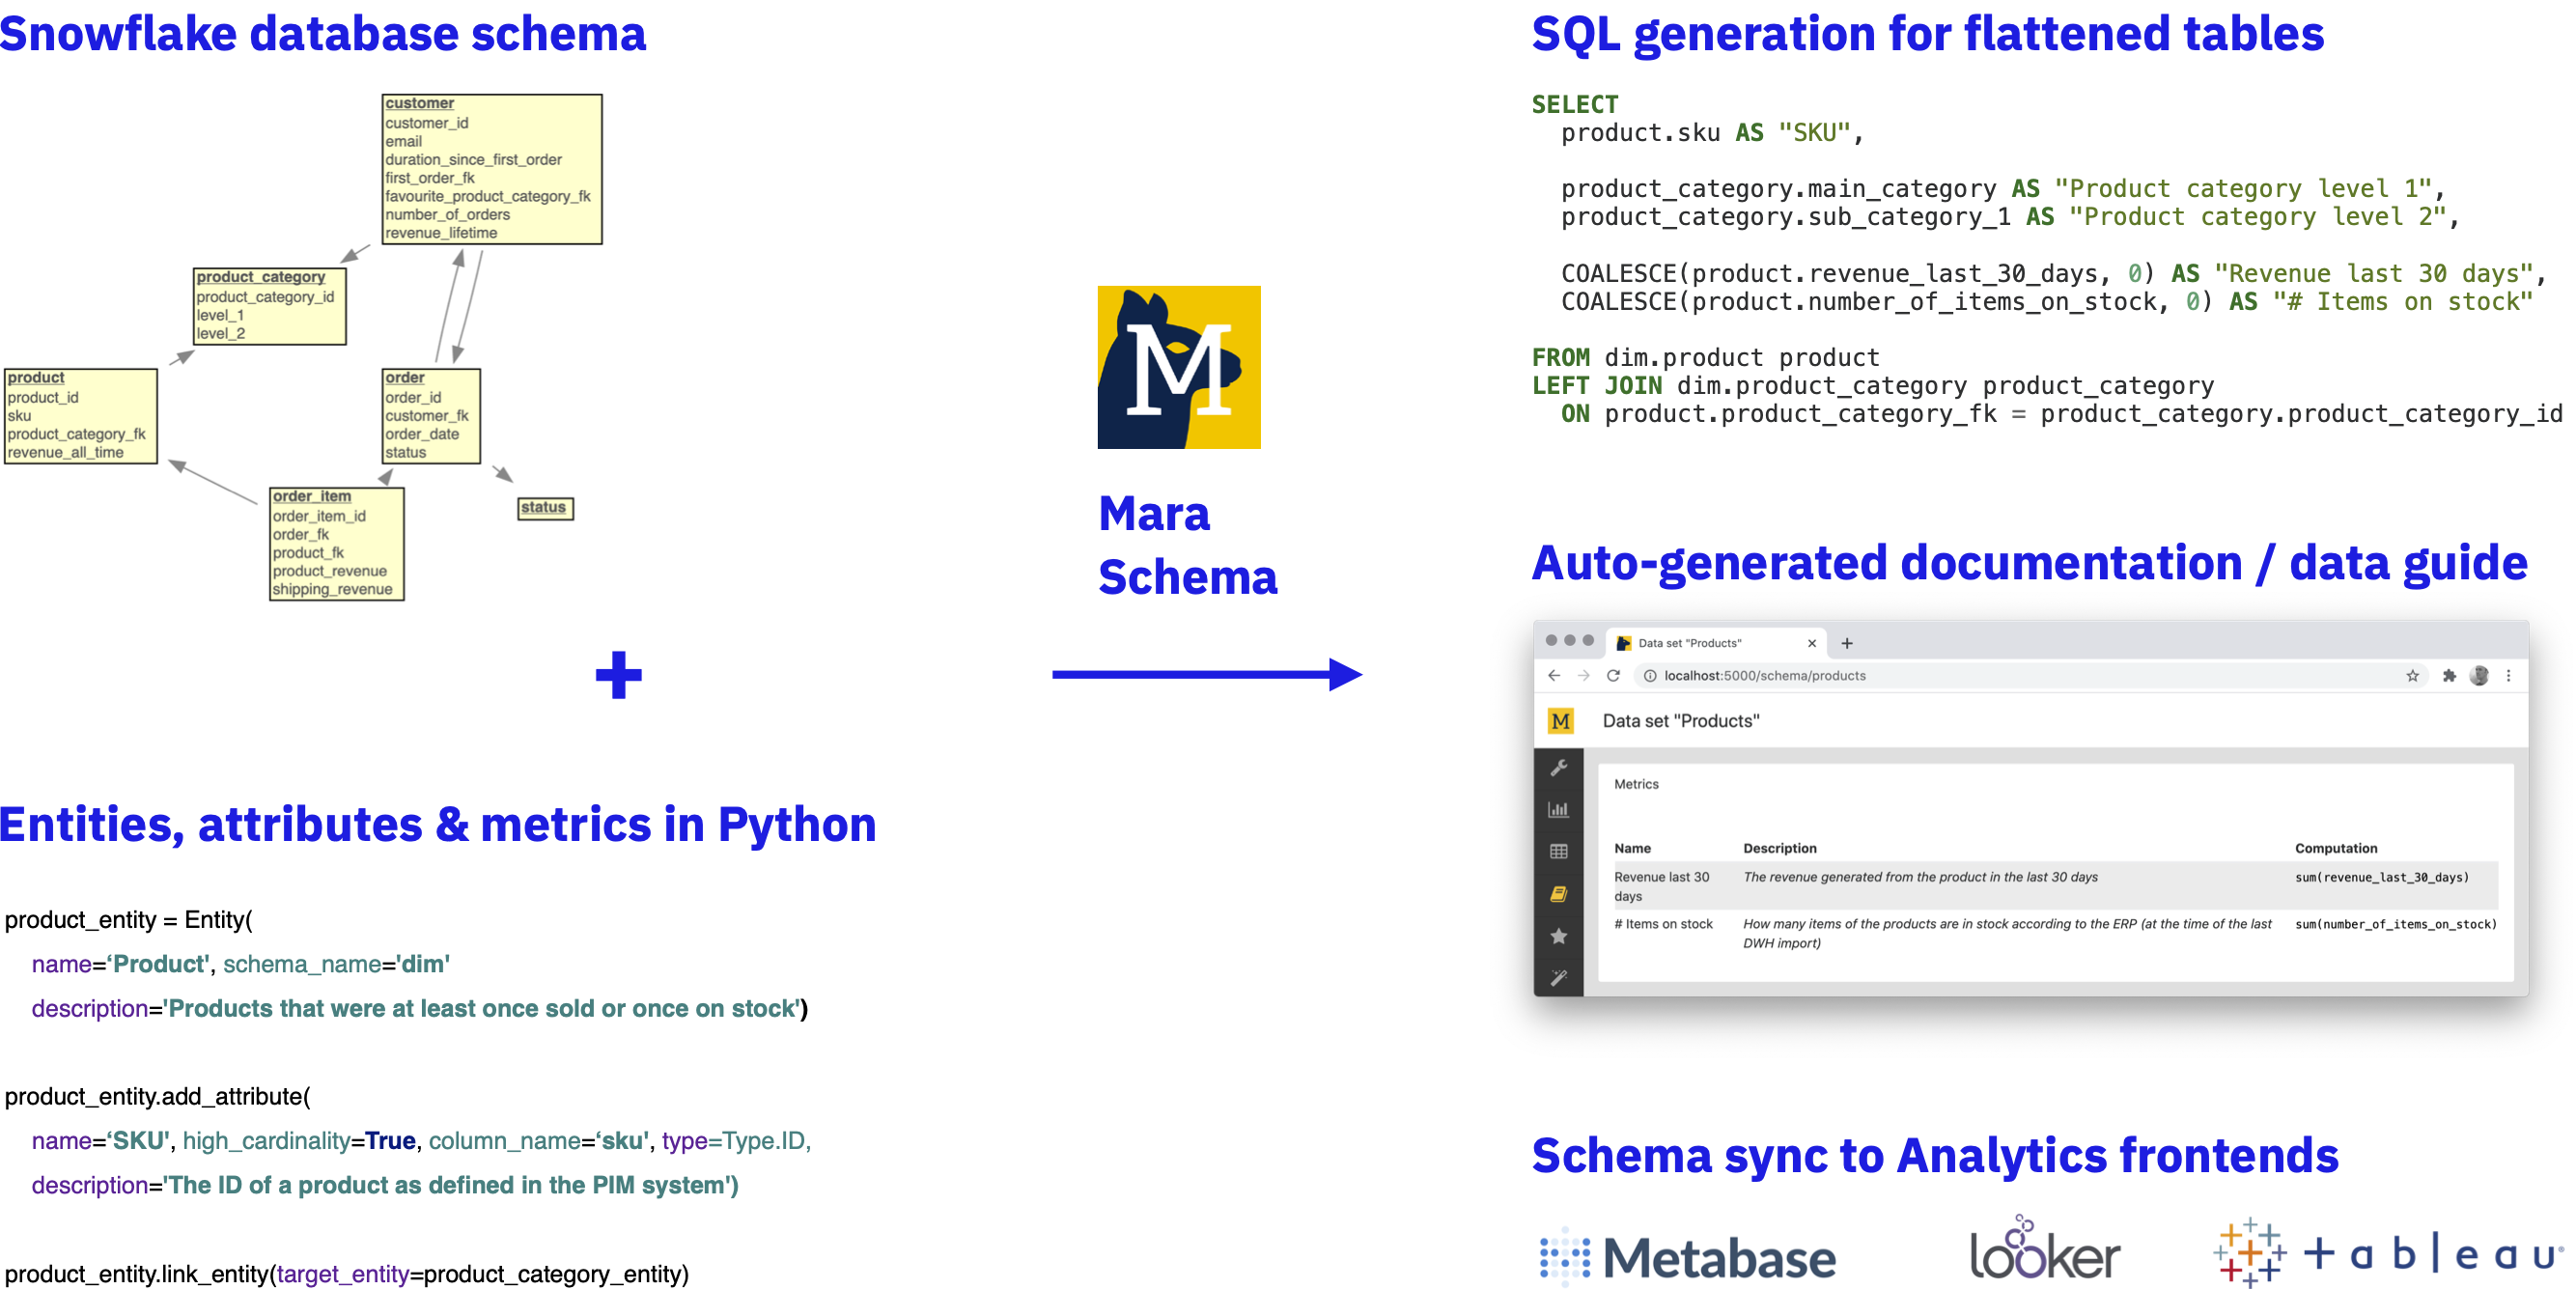 Snowflake database schema
customer
customer_id
email
duration_since_first_order
first_order_fk
favourite_product_category_fk
number_of_orders
revenue_lifetime
product_category
product_category_id
level_1
level_2
product
product_id
sku
product_category_fk
revenue_all_time
order
order_id
customer_fk
order_date
status
order_item
order_item_id
order_fk
product_fk
product_revenue
shipping_revenue
status
+
Entities, attributes & metrics in Python
product_entity = Entity(
name=‘Product', schema_name='dim'
description='Products that were at least once sold or once on stock')
product_entity.add_attribute(
name=‘SKU', high_cardinality=True, column_name=‘sku', type=Type.ID,
description='The ID of a product as defined in the PIM system')
product_entity.link_entity(target_entity=product_category_entity)
M
Mara
Schema
SQL generation for flattened tables
SELECT
product.sku AS "SKU",
product_category.main_category AS "Product category level 1",
product_category.sub_category_1 AS "Product category level 2",
COALESCE(product.revenue_last_30_days, 0) AS "Revenue last 30 days",
COALESCE(product.number_of_items_on_stock, 0) AS "# Items on stock"
FROM dim.product product
LEFT JOIN dim.product_category product_category
ON product.product_category_fk = product_category.product_category_id
Auto-generated documentation / data guide
Data set "Products"
localhost:5000/schema/products
M Data set "Products"
Metrics
Name Description Computation
Revenue last 30 The revenue generated from the product in the last 30 days sum(revenue_last_30_days)
days
# Items on stock How many items of the products are in stock according to the ERP (at the time of the last sum(number_of_items_on_stock)
DWH import)
Schema sync to Analytics frontends
Metabase looker +ableau